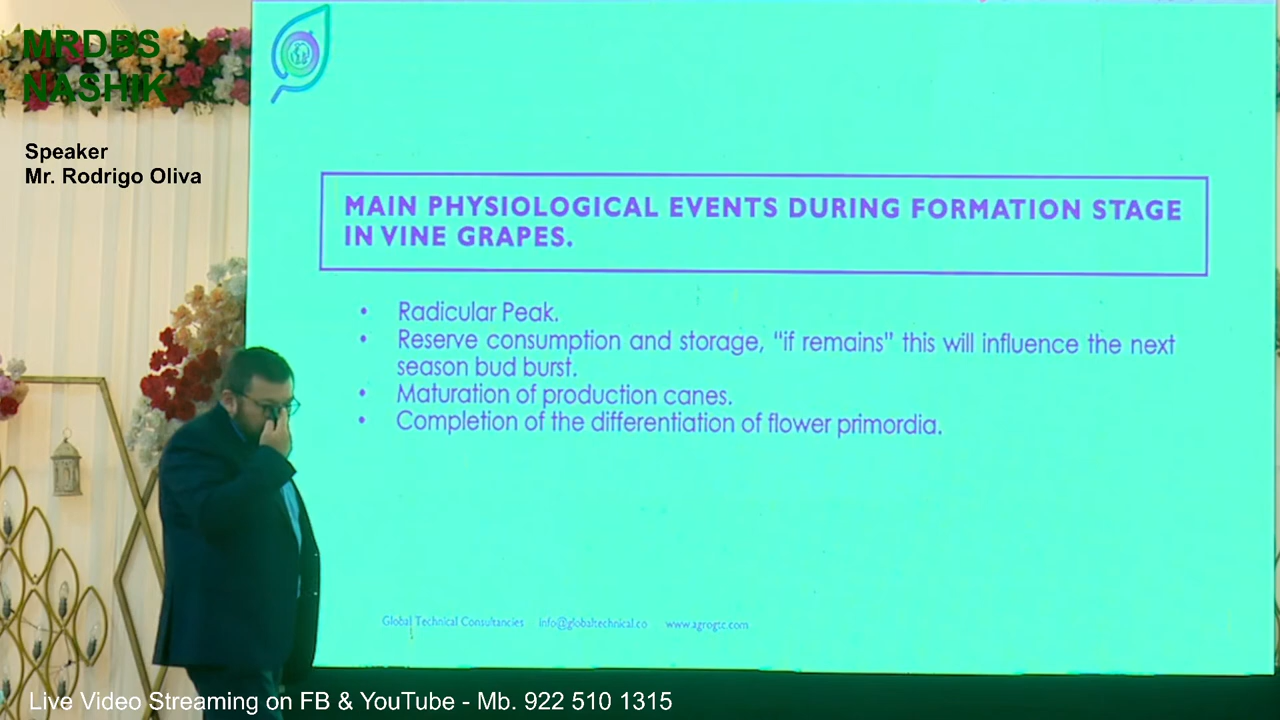 MRDBS
NASHIK
Speaker
Mr. Rodrigo Oliva
MAIN PHYSIOLOGICAL EVENTS DURING FORMATION STAGE
IN VINE GRAPES.
• Radicular Peak.
• Reserve consumption and storage, “if remains” this will influence the next
season bud burst.
• Maturation of production canes.
• Completion of the differentiation of flower primordia.
Global Technical Consultancies info@globaltechnical.co www.agrogtc.com
Live Video Streaming on FB & YouTube - Mb. 922 510 1315